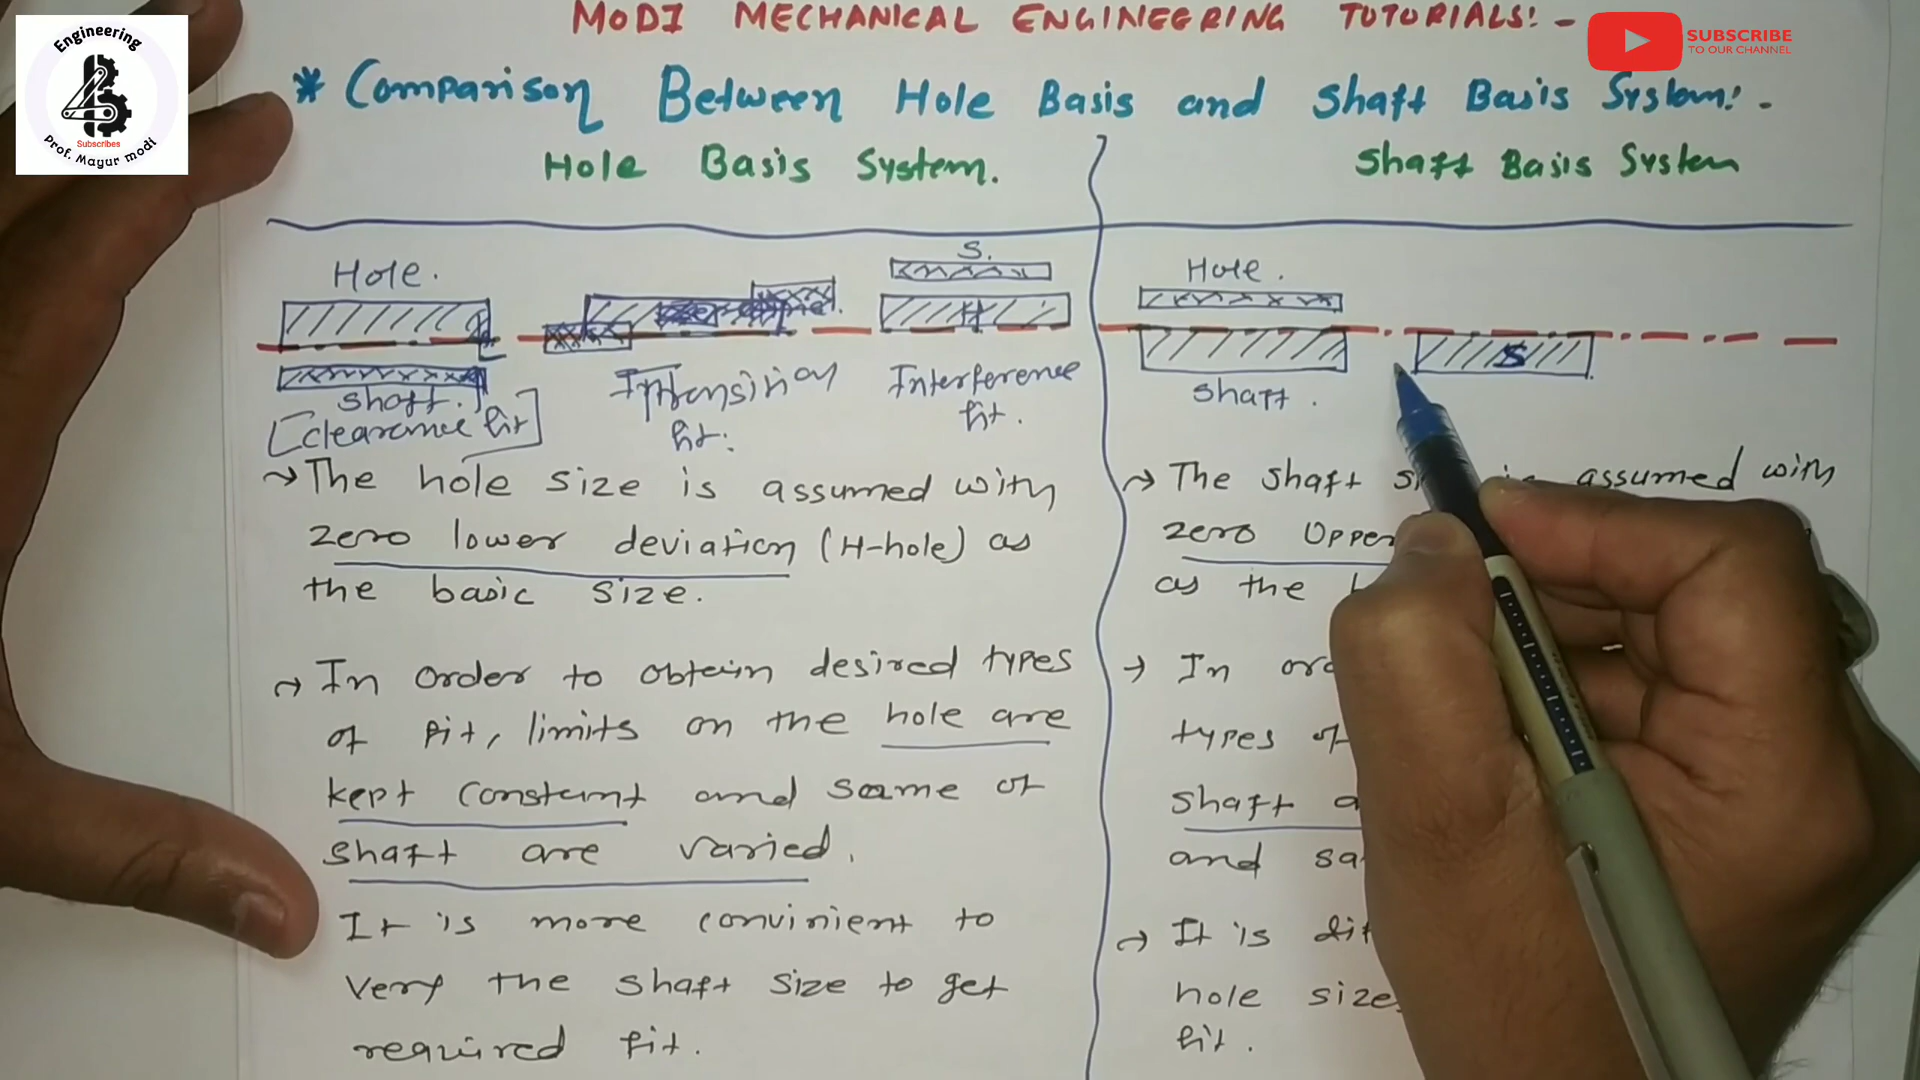 MODI MECHANICAL ENGINEERING TUTORIALS:-
SUBSCRIBE
TO OUR CHANNEL
Engineering
Subscribes
Prof. Mayur modi
* Comparison Between Hole Basis and Shaft Basis System:-
Hole Basis System.
Shaft Basis System
Hole.
shaft.
[clearance fit]
fit.
S.
H
Interference
fit.
Hole.
shaft.
S
→ The hole size is assumed with
zero lower deviation (H-hole) as
the basic size.
→ In order to obtain desired types
of fit, limits on the hole are
kept constant and same of
shaft are varied.
It is more convinient to
very the shaft size to get
required fit.
→ The shaft assumed with
zero Upper
as the
→ In
types of
shaft
and
→ It is
hole size
fit.